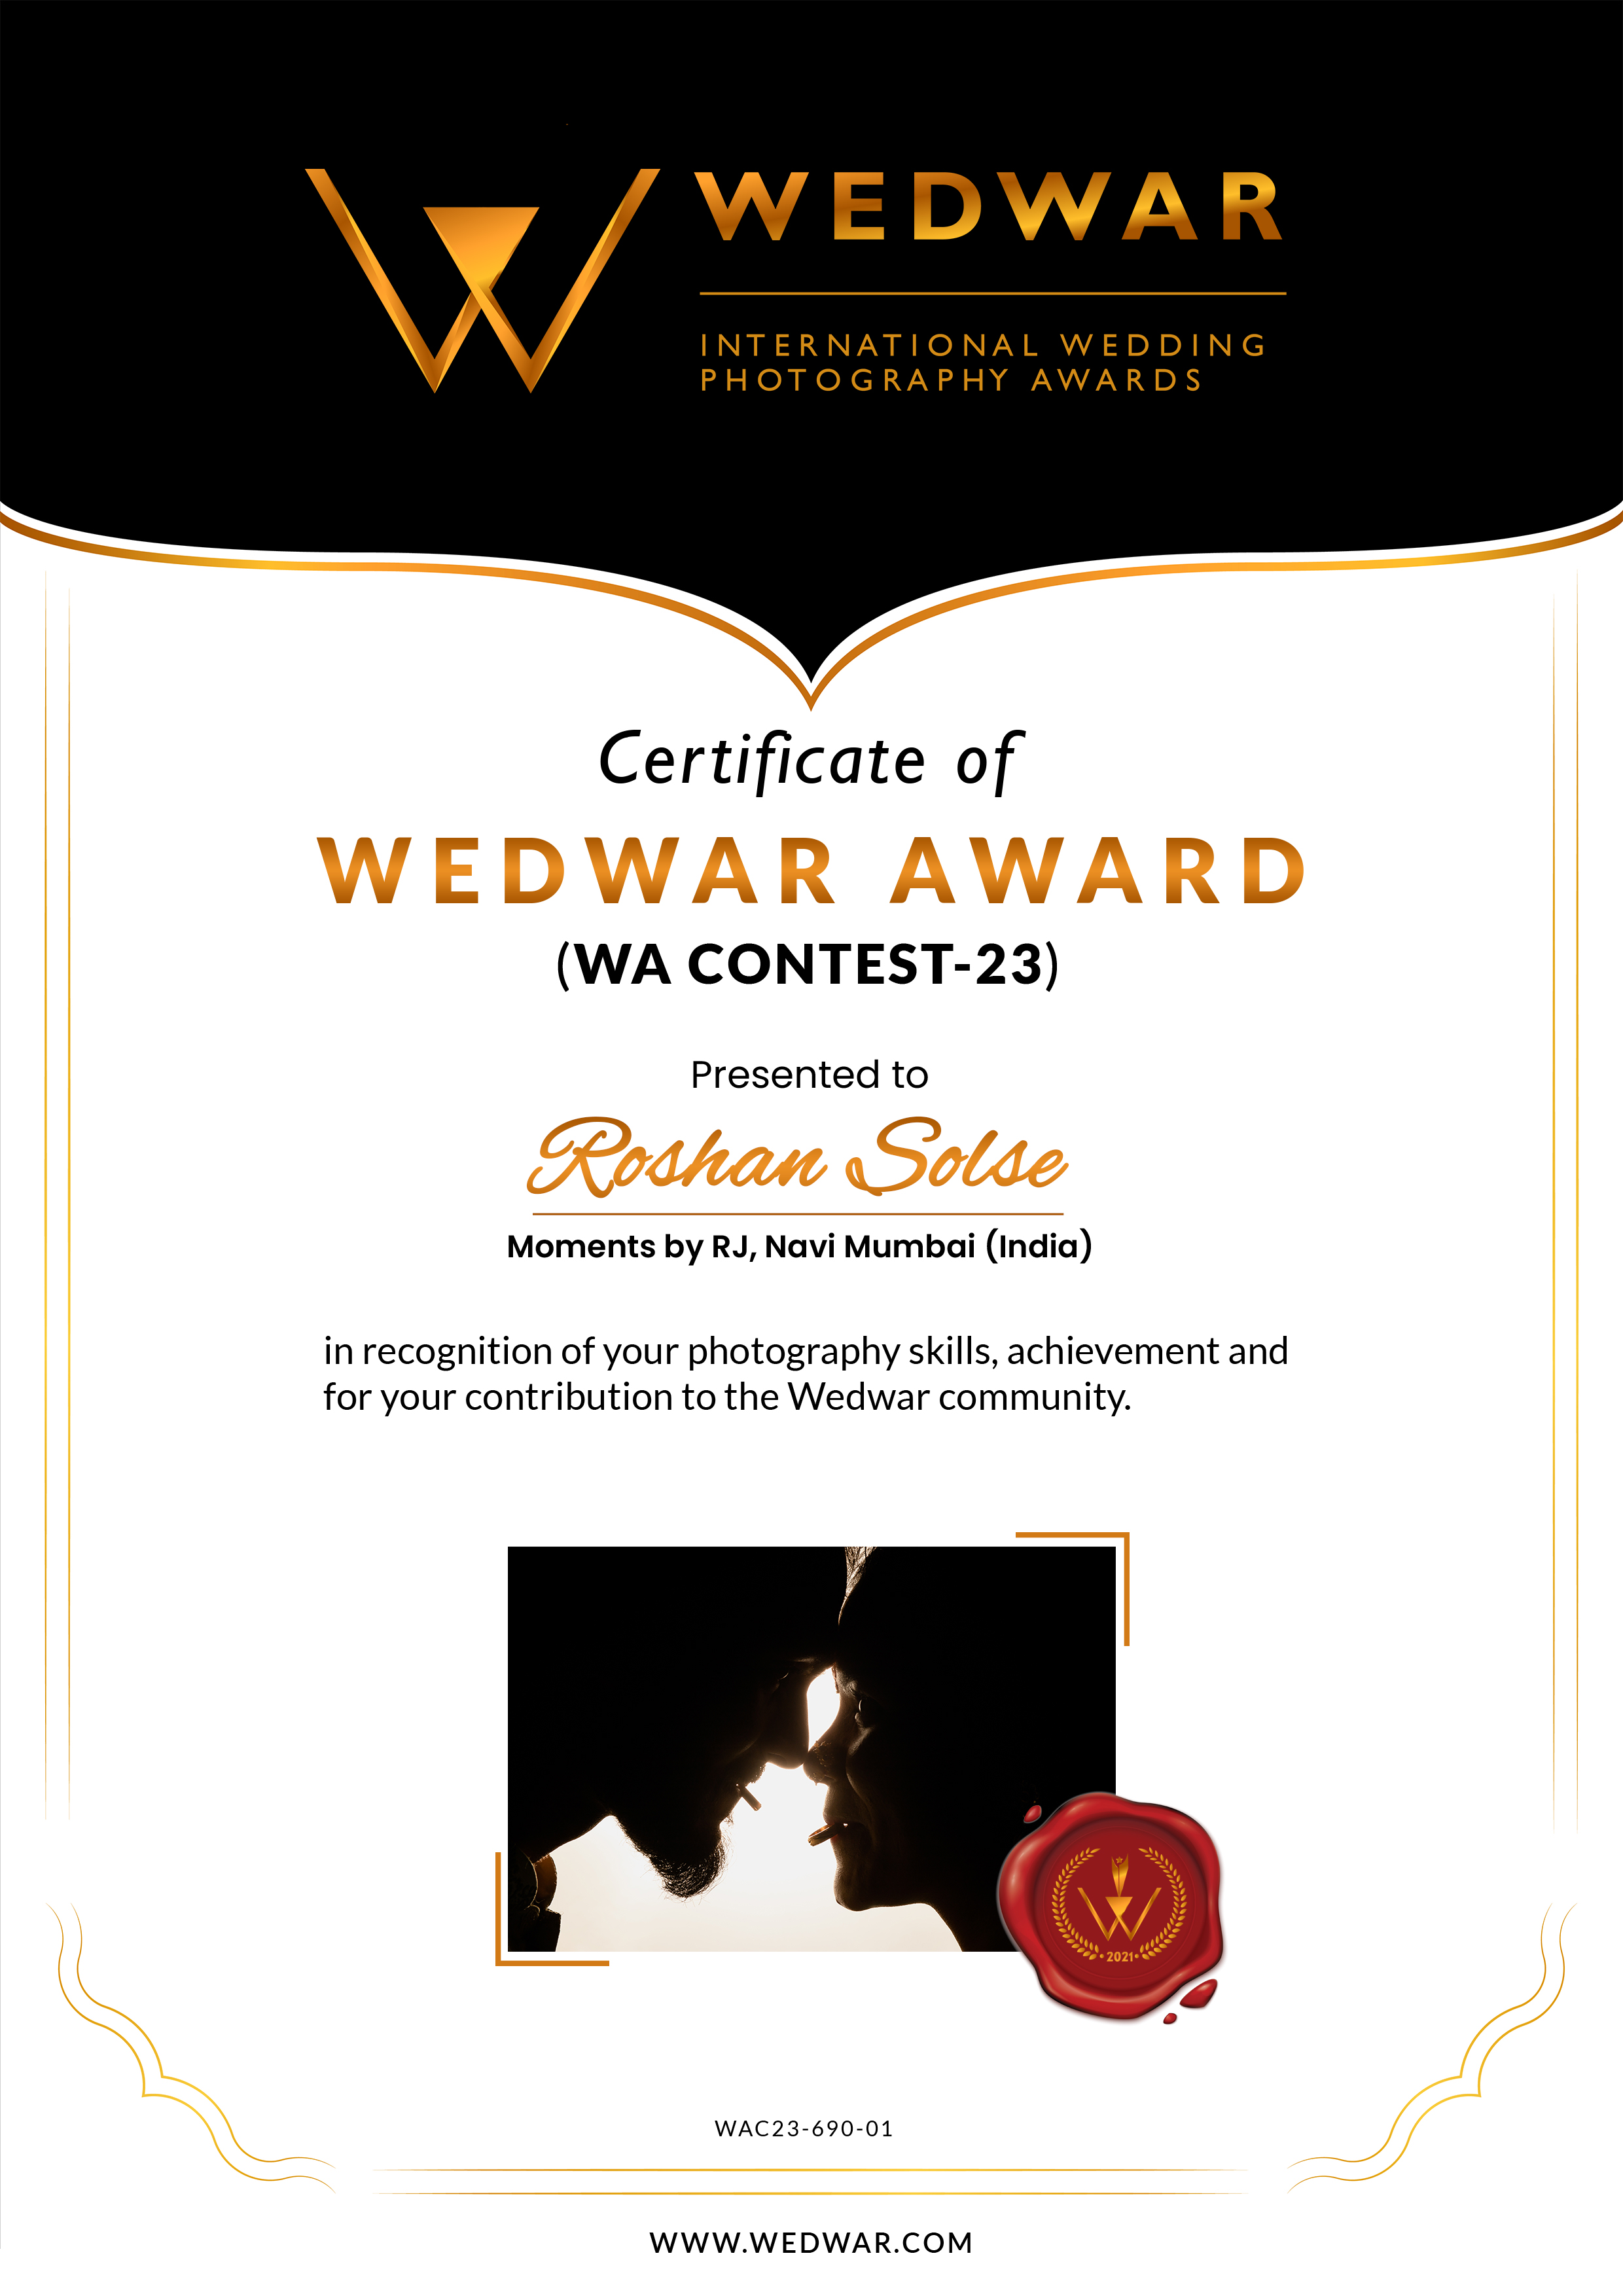 WEDWAR
INTERNATIONAL WEDDING
PHOTOGRAPHY AWARDS
Certificate of
WEDWAR AWARD
(WA CONTEST-23)
Presented to
Roshan Solse
Moments by RJ, Navi Mumbai (India)
in recognition of your photography skills, achievement and
for your contribution to the Wedwar community.
W
2021
WAC23-690-01
WWW.WEDWAR.COM